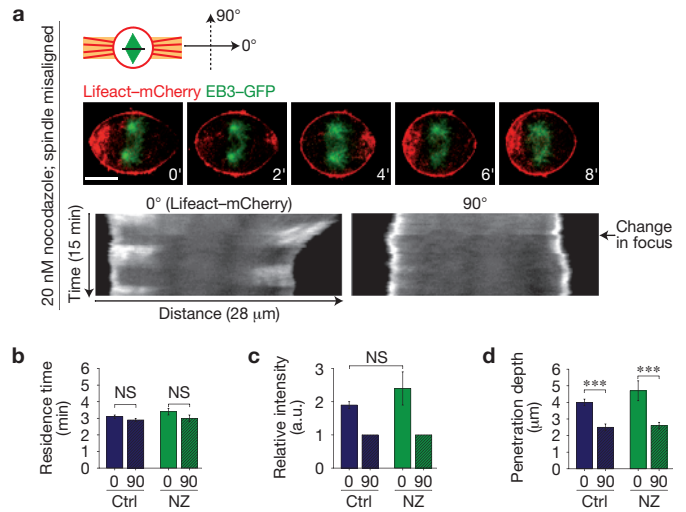 a
90°
0°
20 nM nocodazole; spindle misaligned
Lifeact–mCherry EB3–GFP
0' 2' 4' 6' 8'
0° (Lifeact–mCherry) 90°
Time (15 min)
Change
in focus
Distance (28 μm)
b
Residence time
(min)
6
5
4
3
2
1
0
NS NS
0 90 0 90
Ctrl NZ
c
Relative intensity
(a.u.)
3
2
1
0
NS
0 90 0 90
Ctrl NZ
d
Penetration depth
(μm)
6
5
4
3
2
1
0
*** ***
0 90 0 90
Ctrl NZ